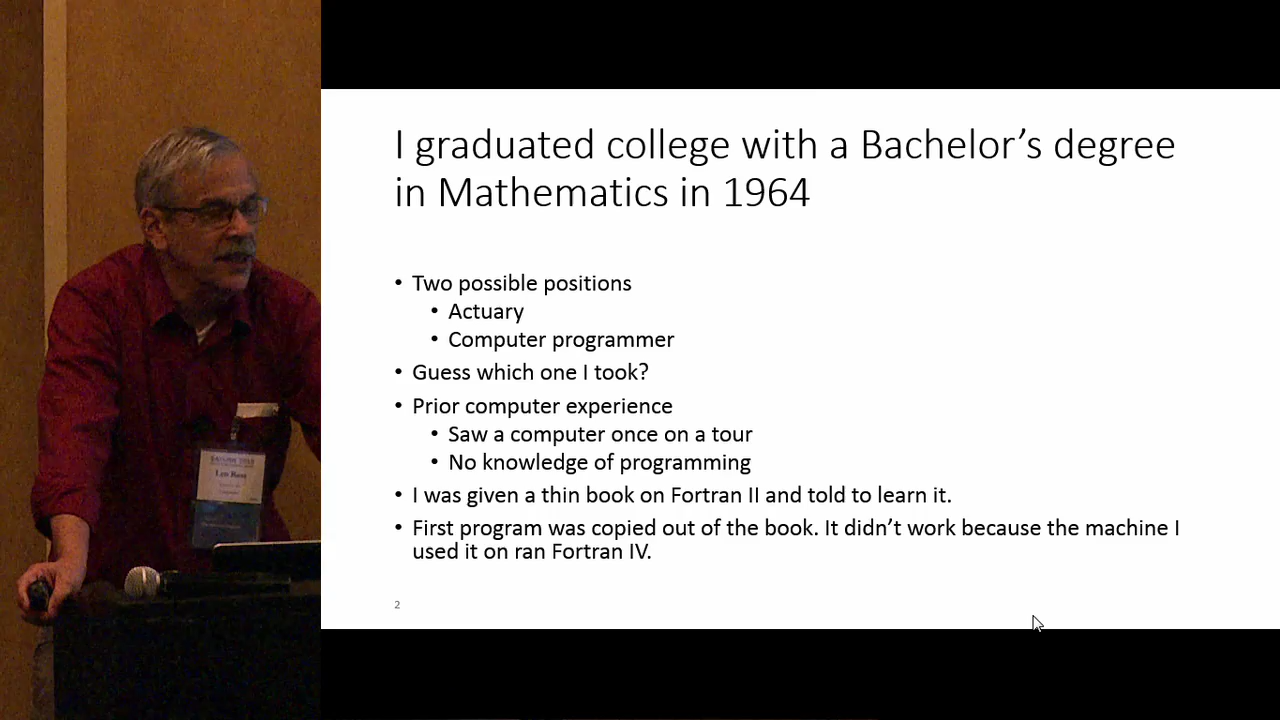 I graduated college with a Bachelor’s degree
in Mathematics in 1964
• Two possible positions
• Actuary
• Computer programmer
• Guess which one I took?
• Prior computer experience
• Saw a computer once on a tour
• No knowledge of programming
• I was given a thin book on Fortran II and told to learn it.
• First program was copied out of the book. It didn’t work because the machine I
used it on ran Fortran IV.
2